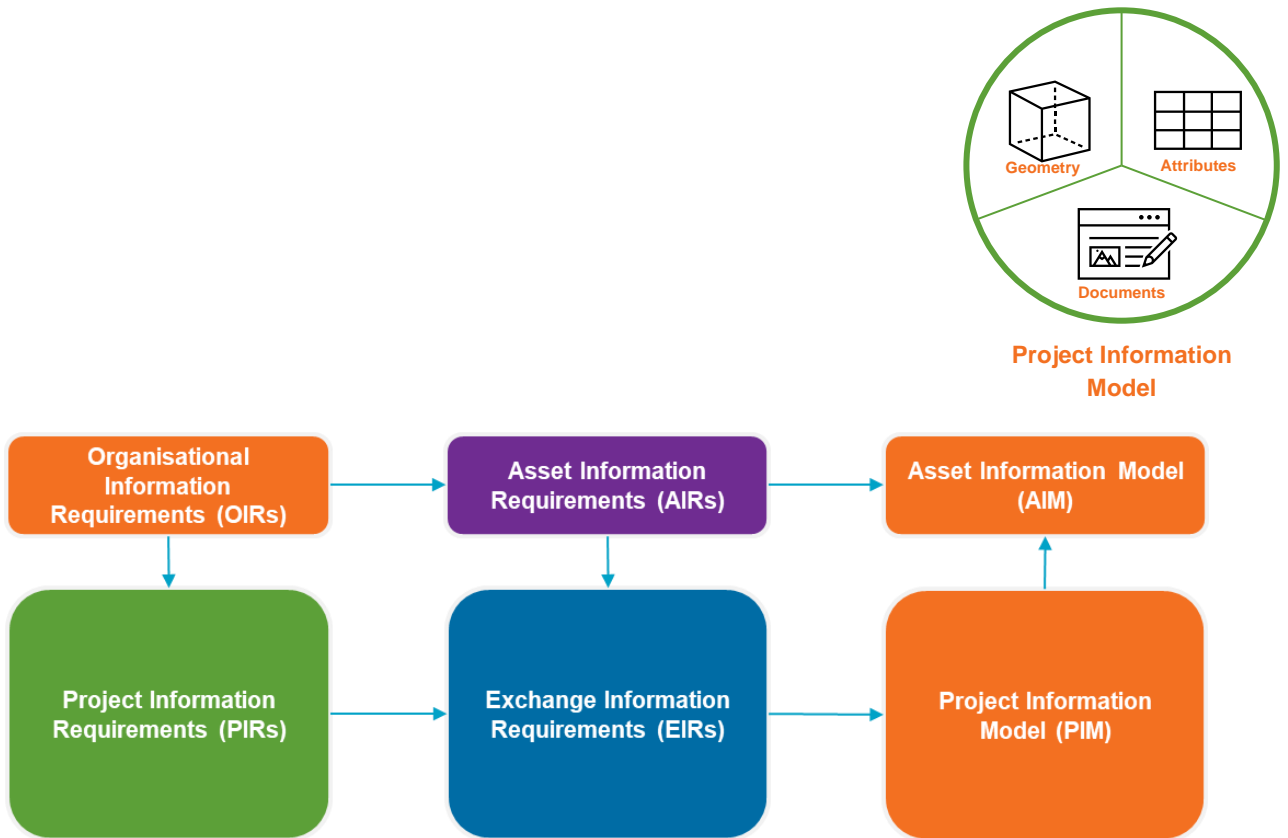 Geometry
Attributes
Documents
Project Information
Model
Organisational
Information
Requirements (OIRs)
Asset Information
Requirements (AIRs)
Asset Information Model
(AIM)
Project Information
Requirements (PIRs)
Exchange Information
Requirements (EIRs)
Project Information
Model (PIM)